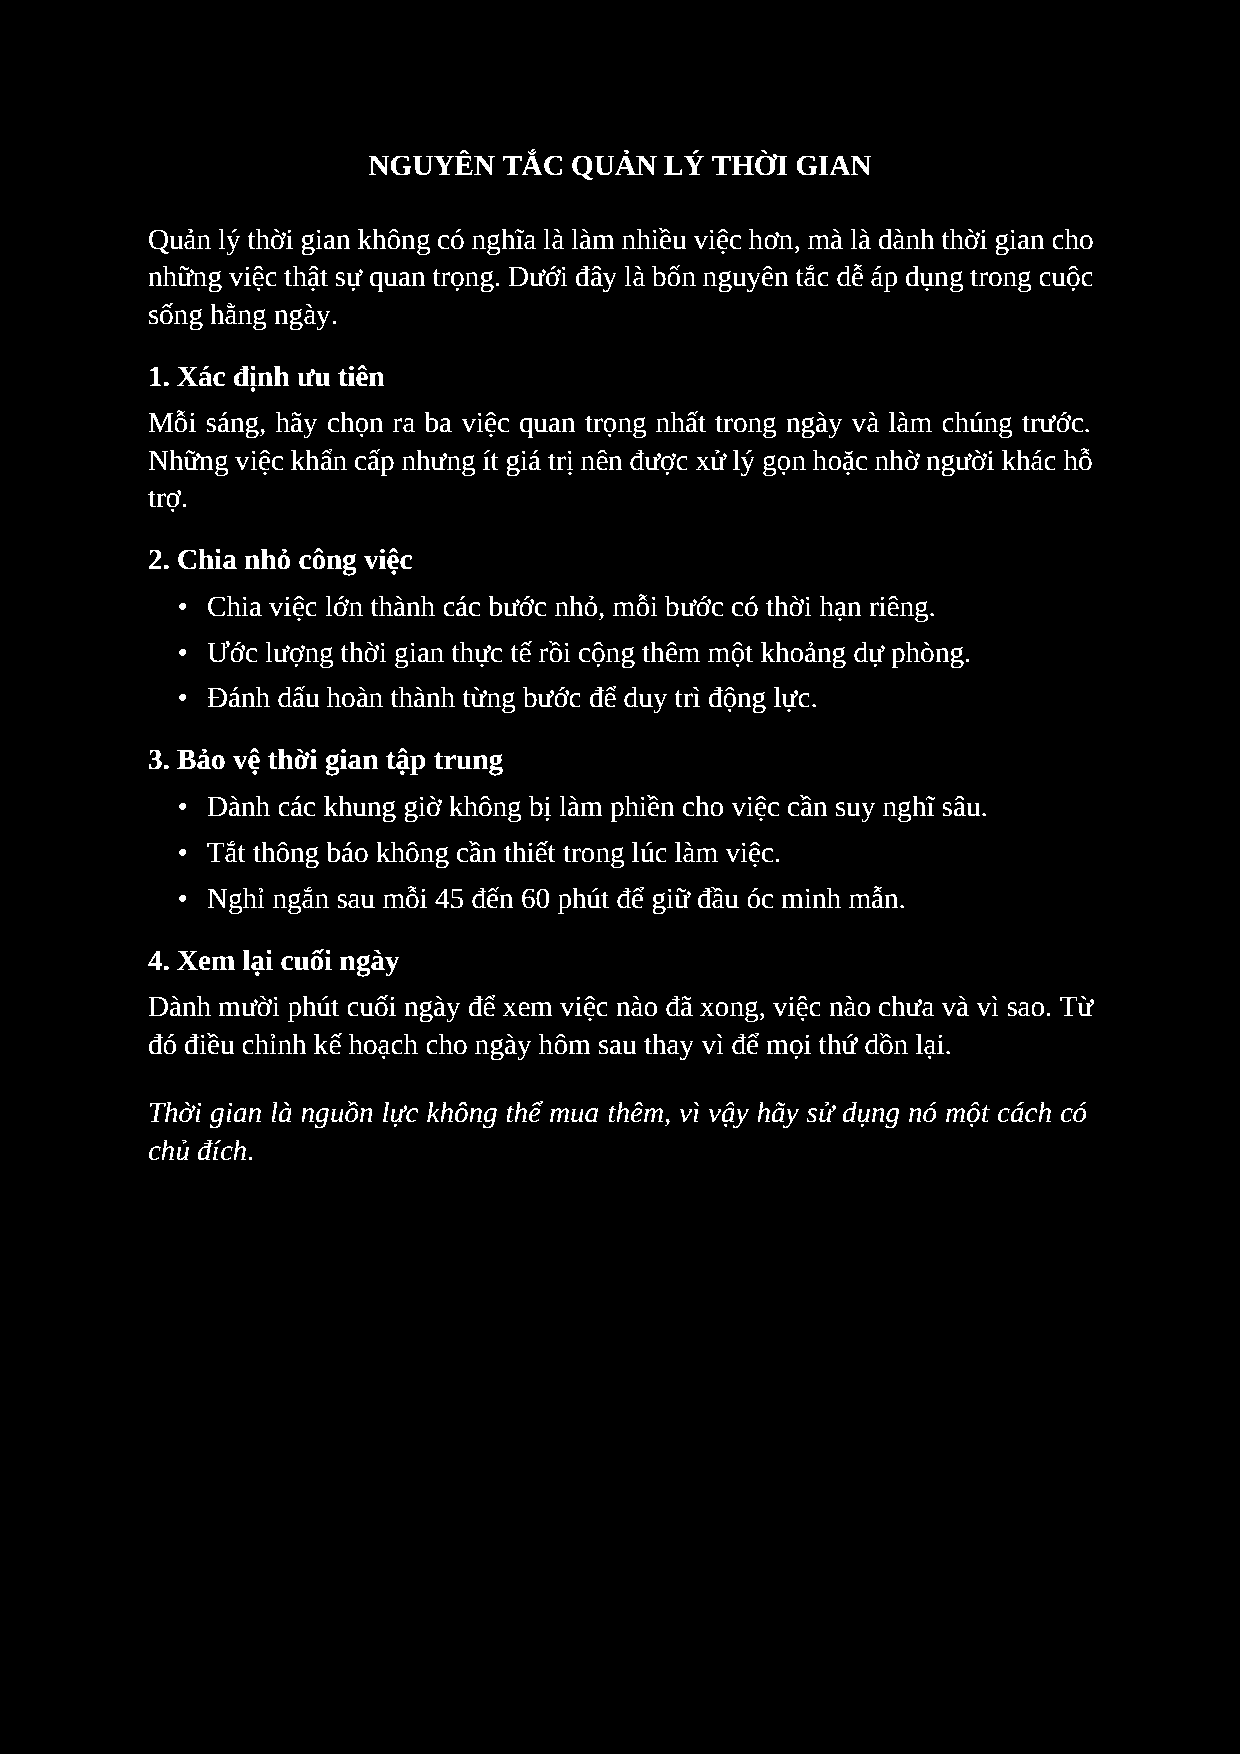 NGUYÊN TẮC QUẢN LÝ THỜI GIAN
Quản lý thời gian không có nghĩa là làm nhiều việc hơn, mà là dành thời gian cho
những việc thật sự quan trọng. Dưới đây là bốn nguyên tắc dễ áp dụng trong cuộc
sống hằng ngày.
1. Xác định ưu tiên
Mỗi sáng, hãy chọn ra ba việc quan trọng nhất trong ngày và làm chúng trước.
Những việc khẩn cấp nhưng ít giá trị nên được xử lý gọn hoặc nhờ người khác hỗ
trợ.
2. Chia nhỏ công việc
• Chia việc lớn thành các bước nhỏ, mỗi bước có thời hạn riêng.
• Ước lượng thời gian thực tế rồi cộng thêm một khoảng dự phòng.
• Đánh dấu hoàn thành từng bước để duy trì động lực.
3. Bảo vệ thời gian tập trung
• Dành các khung giờ không bị làm phiền cho việc cần suy nghĩ sâu.
• Tắt thông báo không cần thiết trong lúc làm việc.
• Nghỉ ngắn sau mỗi 45 đến 60 phút để giữ đầu óc minh mẫn.
4. Xem lại cuối ngày
Dành mười phút cuối ngày để xem việc nào đã xong, việc nào chưa và vì sao. Từ
đó điều chỉnh kế hoạch cho ngày hôm sau thay vì để mọi thứ dồn lại.
Thời gian là nguồn lực không thể mua thêm, vì vậy hãy sử dụng nó một cách có
chủ đích.